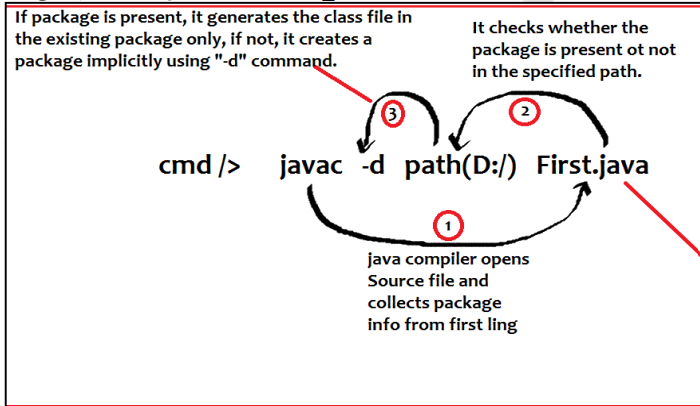 If package is present, it generates the class file in
the existing package only, if not, it creates a
package implicitly using "-d" command.
It checks whether the
package is present ot not
in the specified path.
3
2
cmd /> javac -d path(D:/) First.java
1
java compiler opens
Source file and
collects package
info from first ling